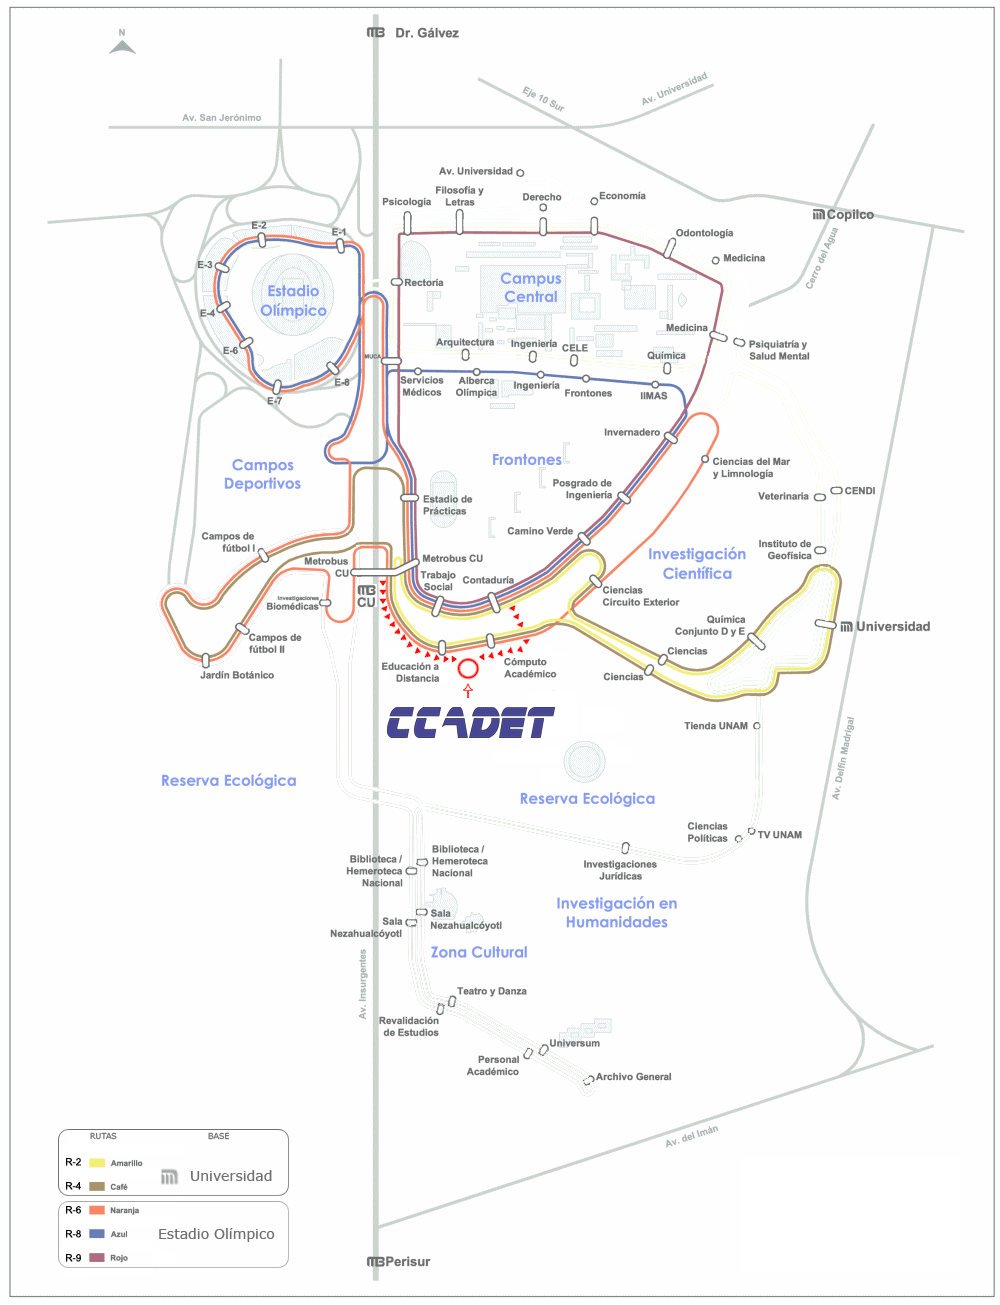 N
Dr. Gálvez
Av. San Jerónimo
Eje 10 Sur
Av. Universidad
Av. Universidad
Filosofía y
Letras
Psicología
Derecho
Economía
Copilco
Odontología
Medicina
Cerro del Agua
E-2
E-1
E-3
E-4
E-6
E-7
E-8
Estadio
Olímpico
Rectoría
Campus
Central
MUCA
Arquitectura
Ingeniería
CELE
Química
Medicina
Psiquiatría y
Salud Mental
Servicios
Médicos
Alberca
Olímpica
Ingeniería
Frontones
IIMAS
Invernadero
Campos
Deportivos
Frontones
Ciencias del Mar
y Limnología
Posgrado de
Ingeniería
Veterinaria
CENDI
Estadio de
Prácticas
Camino Verde
Campos de
fútbol I
Instituto de
Geofísica
Investigación
Científica
Metrobus
CU
Metrobus CU
Trabajo
Social
Contaduría
CU
Ciencias
Circuito Exterior
Investigaciones
Biomédicas
Campos de
fútbol II
Jardín Botánico
Química
Conjunto D y E
Universidad
Educación a
Distancia
Cómputo
Académico
Ciencias
Ciencias
CCADET
Tienda UNAM
Reserva Ecológica
Reserva Ecológica
Av. Delfín Madrigal
Ciencias
Políticas
TV UNAM
Investigaciones
Jurídicas
Biblioteca /
Hemeroteca
Nacional
Biblioteca /
Hemeroteca
Nacional
Investigación en
Humanidades
Sala
Nezahualcóyotl
Sala
Nezahualcóyotl
Zona Cultural
Av. Insurgentes
Teatro y Danza
Revalidación
de Estudios
Universum
Personal
Académico
Archivo General
Av. del Imán
RUTAS BASE
R-2 Amarillo
Universidad
R-4 Café
R-6 Naranja
R-8 Azul
Estadio Olímpico
R-9 Rojo
Perisur